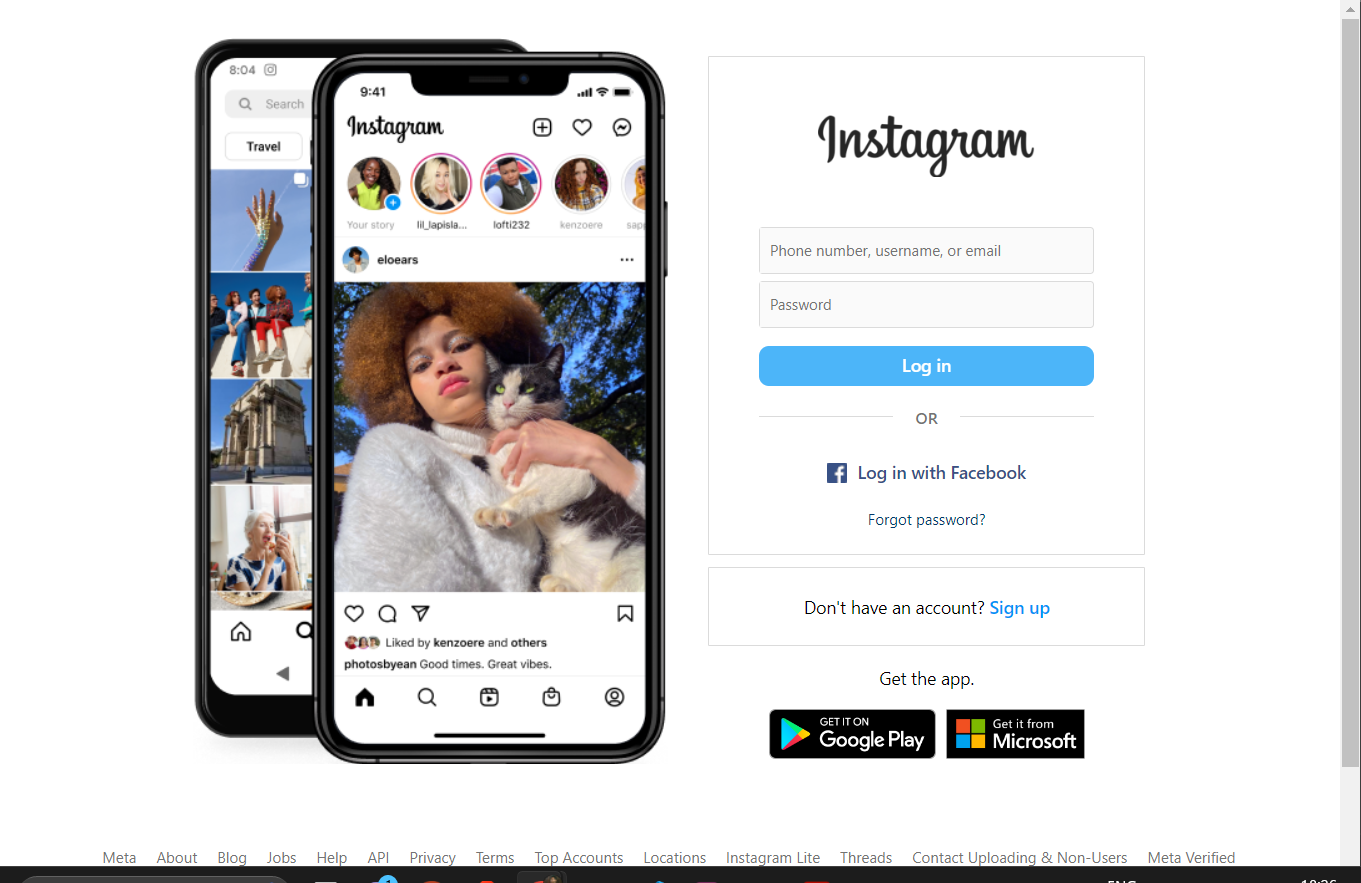 8:04
Search
Travel
9:41
Instagram
Your story
lil_lapisla...
lofti232
kenzoere
sapp
eloears
Liked by kenzoere and others
photosbyean Good times. Great vibes.
Instagram
Phone number, username, or email
Password
Log in
OR
Log in with Facebook
Forgot password?
Don't have an account? Sign up
Get the app.
GET IT ON
Google Play
Get it from
Microsoft
Meta About Blog Jobs Help API Privacy Terms Top Accounts Locations Instagram Lite Threads Contact Uploading & Non-Users Meta Verified